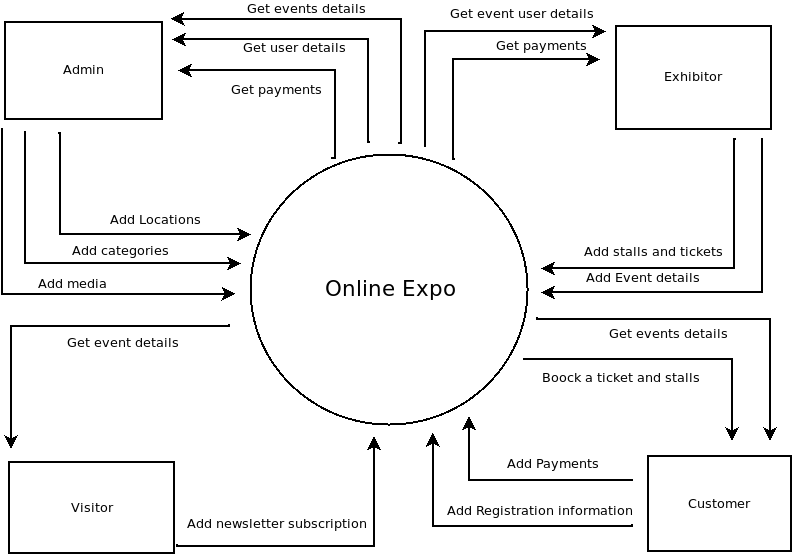 Get events details
Get event user details
Get user details
Get payments
Admin
Exhibitor
Get payments
Add Locations
Add categories
Add stalls and tickets
Add Event details
Add media
Online Expo
Get event details
Get events details
Boock a ticket and stalls
Add Payments
Visitor
Customer
Add Registration information
Add newsletter subscription